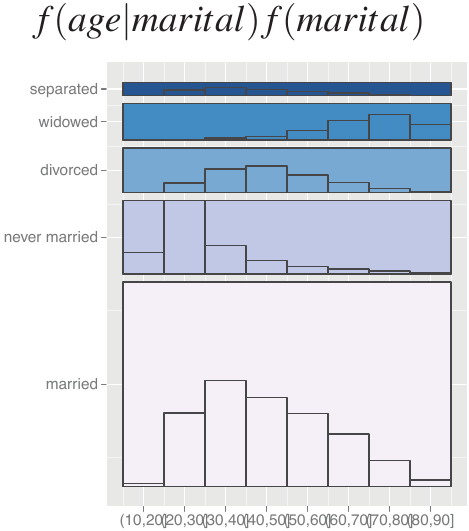 f(age|marital)f(marital)
separated
widowed
divorced
never married
married
(10,20] (20,30] (30,40] (40,50] (50,60] (60,70] (70,80] (80,90]